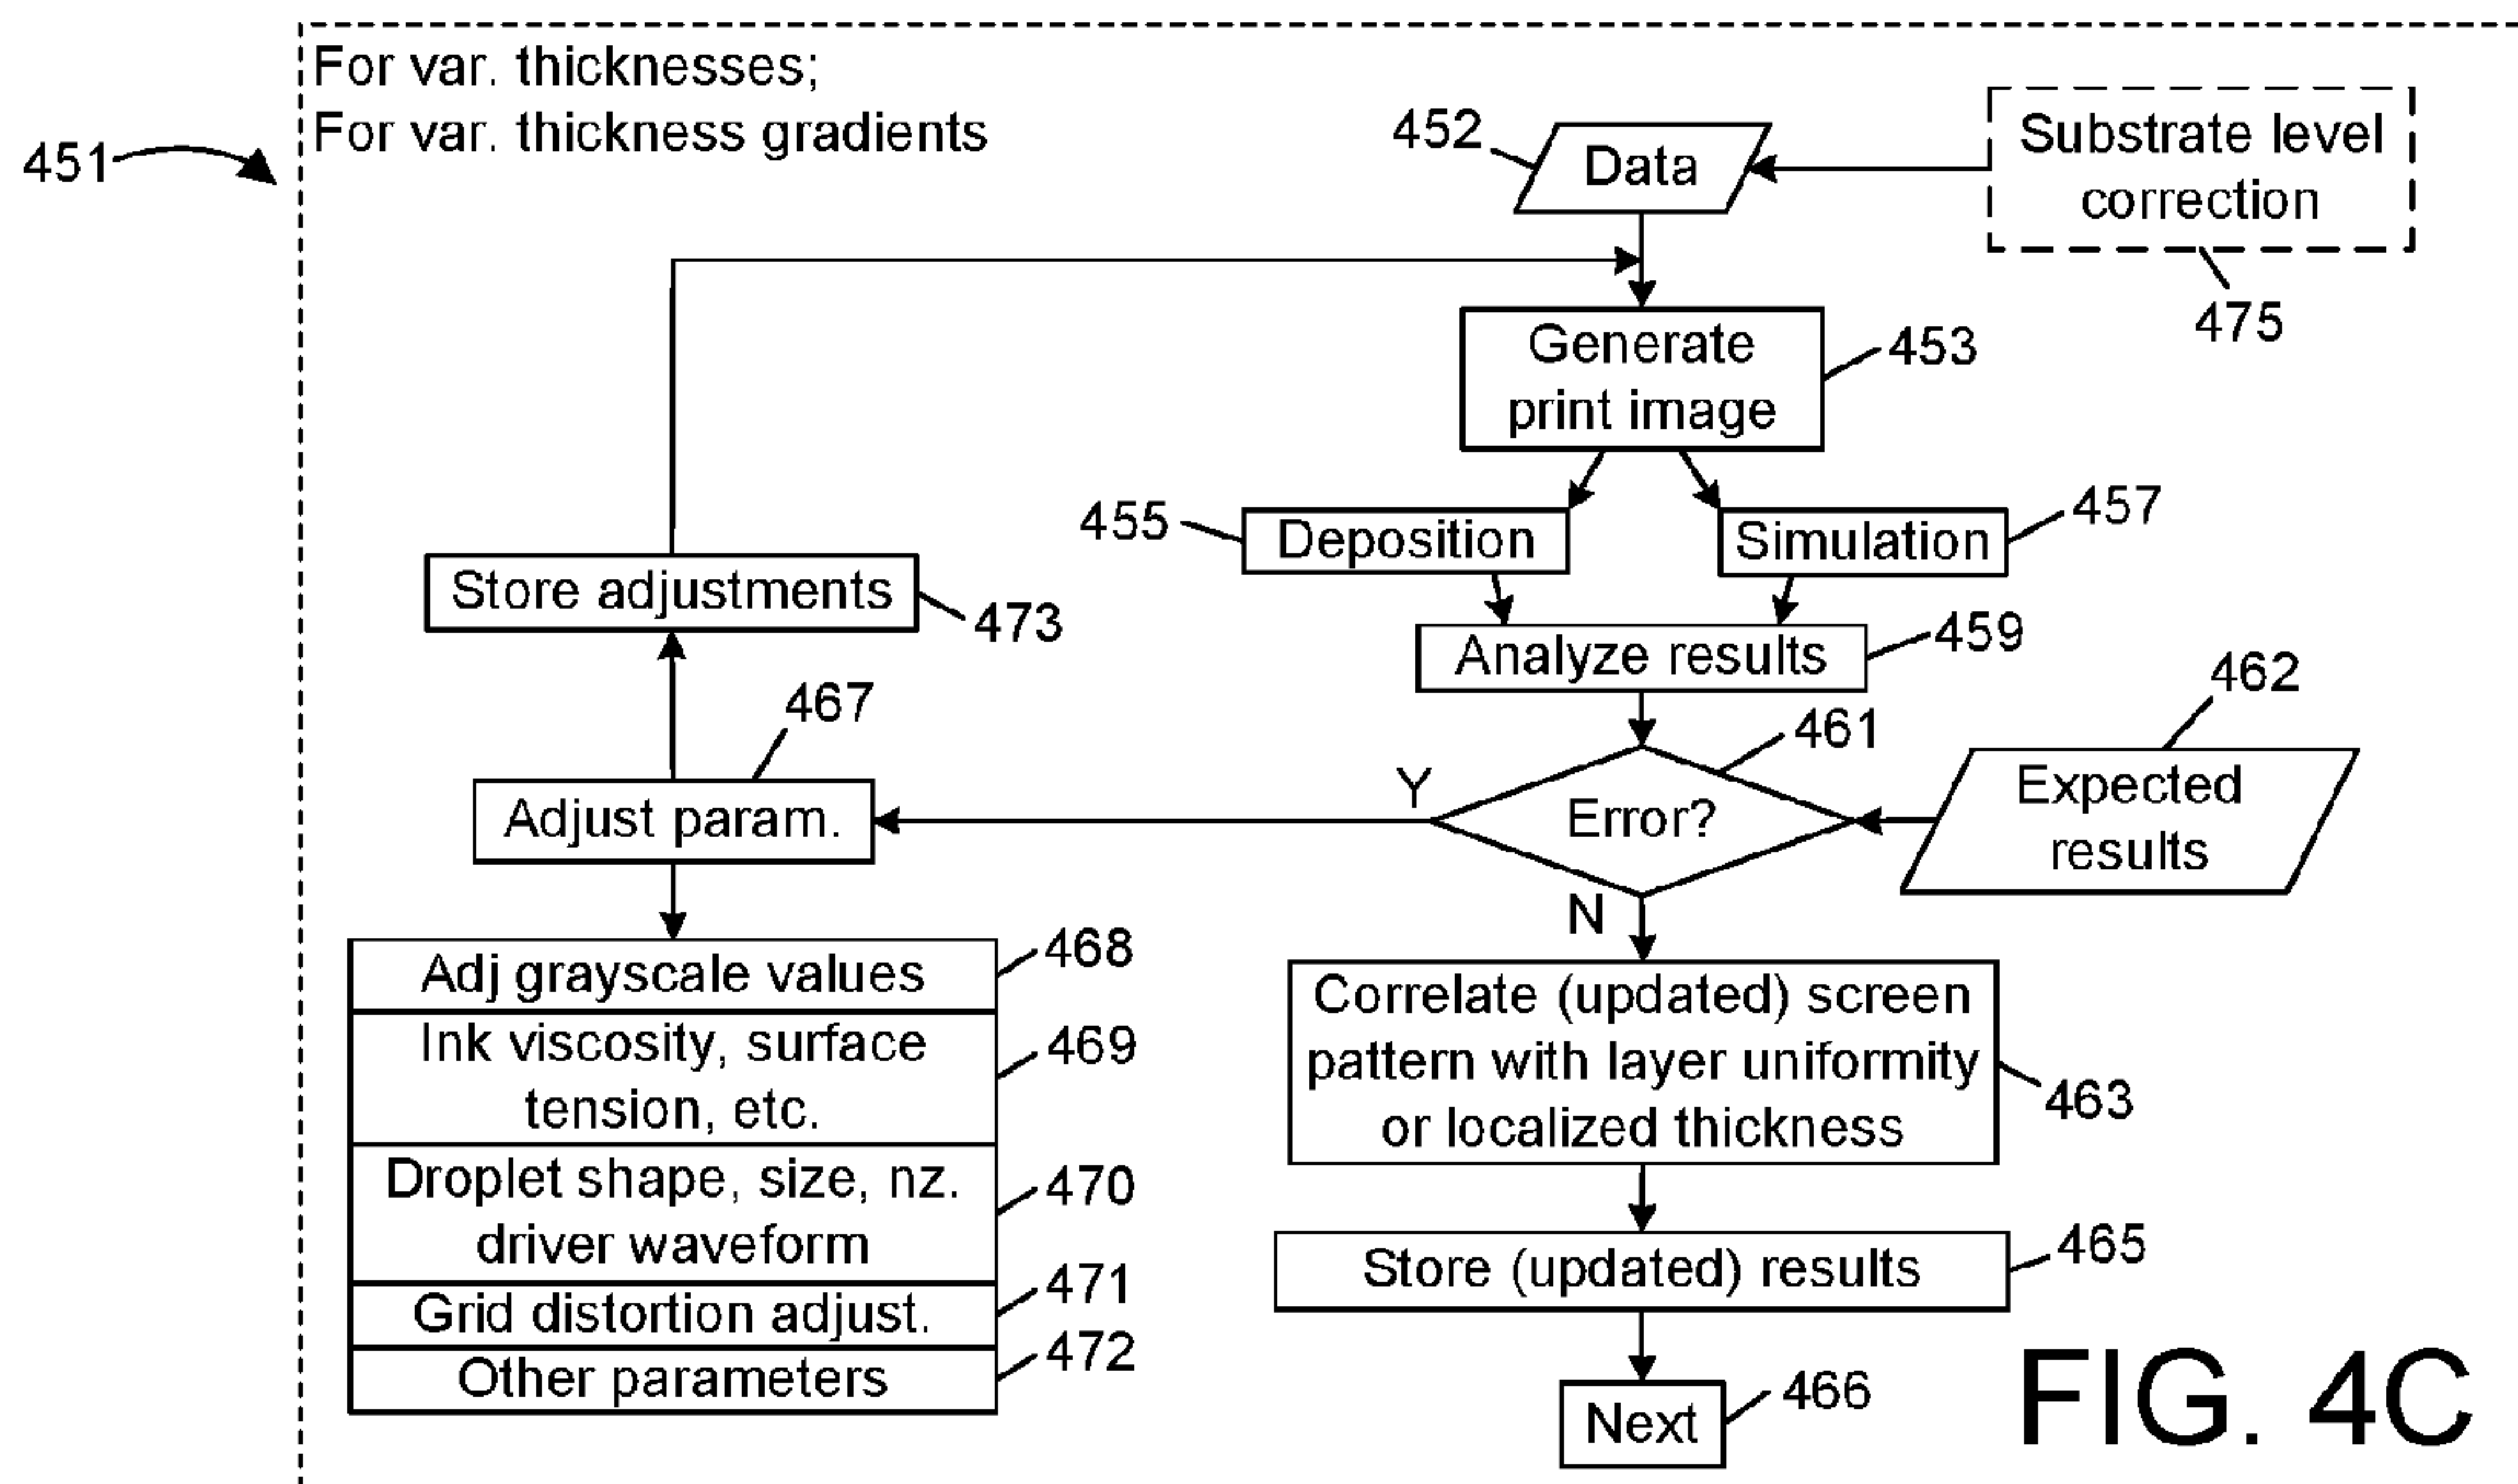 For var. thicknesses;
For var. thickness gradients
451
452
Data
Substrate level
correction
475
Generate
print image
453
455
Deposition
Simulation
457
Store adjustments
473
Analyze results
459
467
461
462
Adjust param.
Y
Error?
Expected
results
N
Adj grayscale values
468
Ink viscosity, surface
tension, etc.
469
Droplet shape, size, nz.
driver waveform
470
Grid distortion adjust.
471
Other parameters
472
Correlate (updated) screen
pattern with layer uniformity
or localized thickness
463
Store (updated) results
465
Next
466
FIG. 4C